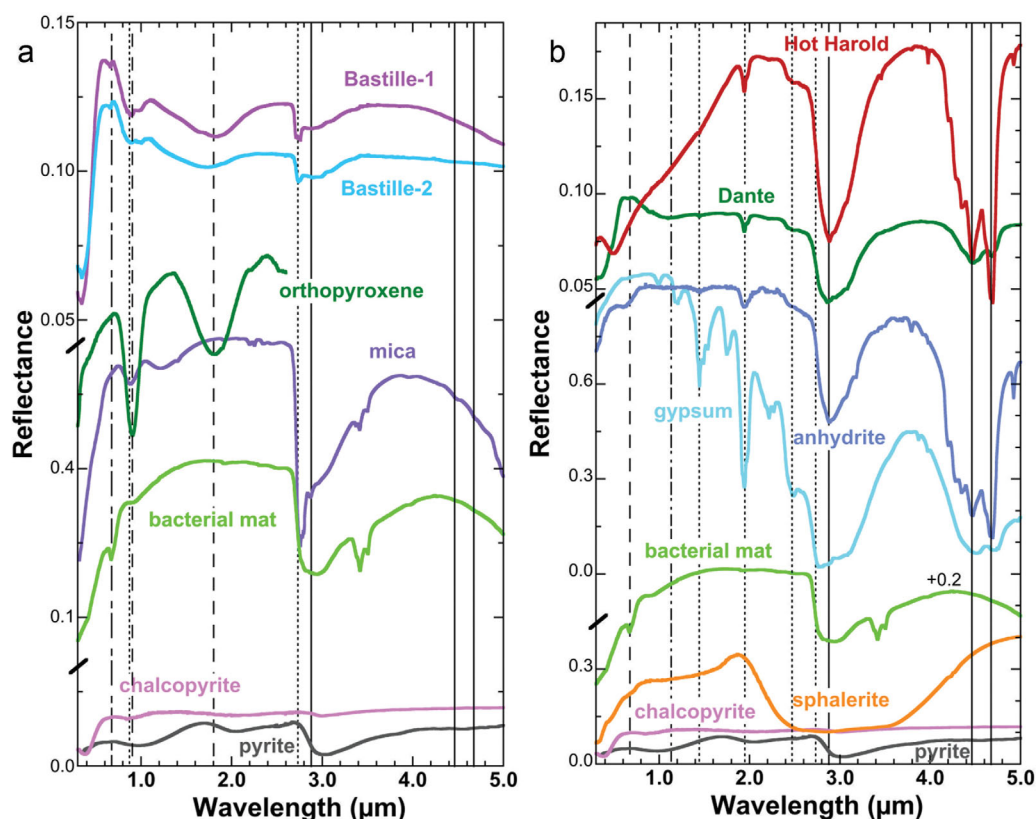 a
0.15
0.10
0.05
0.4
0.1
0.0
Reflectance
Bastille-1
Bastille-2
orthopyroxene
mica
bacterial mat
chalcopyrite
pyrite
1.0 2.0 3.0 4.0 5.0
Wavelength (µm)
b
0.15
0.10
0.05
0.6
0.0
0.3
0.0
Reflectance
Hot Harold
Dante
gypsum
anhydrite
bacterial mat
+0.2
sphalerite
chalcopyrite
pyrite
1.0 2.0 3.0 4.0 5.0
Wavelength (µm)